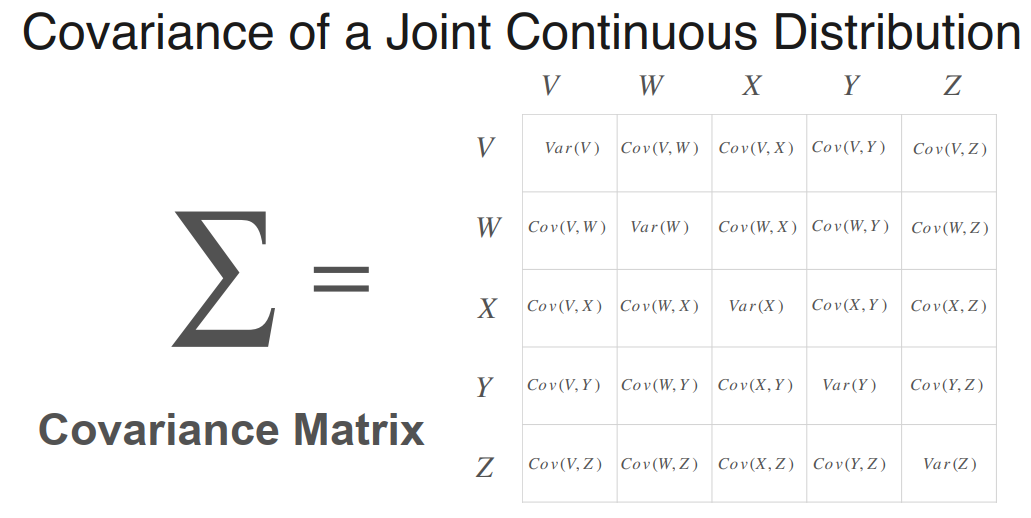 Covariance of a Joint Continuous Distribution
V W X Y Z
V Var(V) Cov(V,W) Cov(V,X) Cov(V,Y) Cov(V,Z)
W Cov(V,W) Var(W) Cov(W,X) Cov(W,Y) Cov(W,Z)
Σ =
X Cov(V,X) Cov(W,X) Var(X) Cov(X,Y) Cov(X,Z)
Y Cov(V,Y) Cov(W,Y) Cov(X,Y) Var(Y) Cov(Y,Z)
Covariance Matrix
Z Cov(V,Z) Cov(W,Z) Cov(X,Z) Cov(Y,Z) Var(Z)